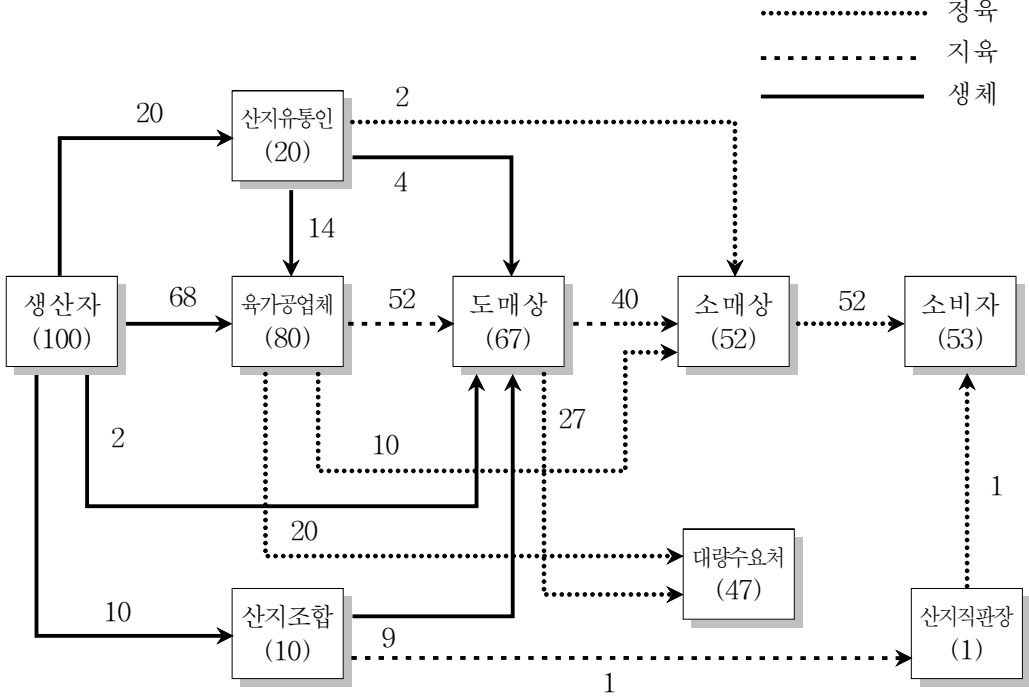 정육
지육
생체
20
산지유통인
(20)
2
4
14
생산자
(100)
68
육가공업체
(80)
52
도매상
(67)
40
소매상
(52)
52
소비자
(53)
2
10
27
20
1
대량수요처
(47)
10
산지조합
(10)
9
1
산지직판장
(1)